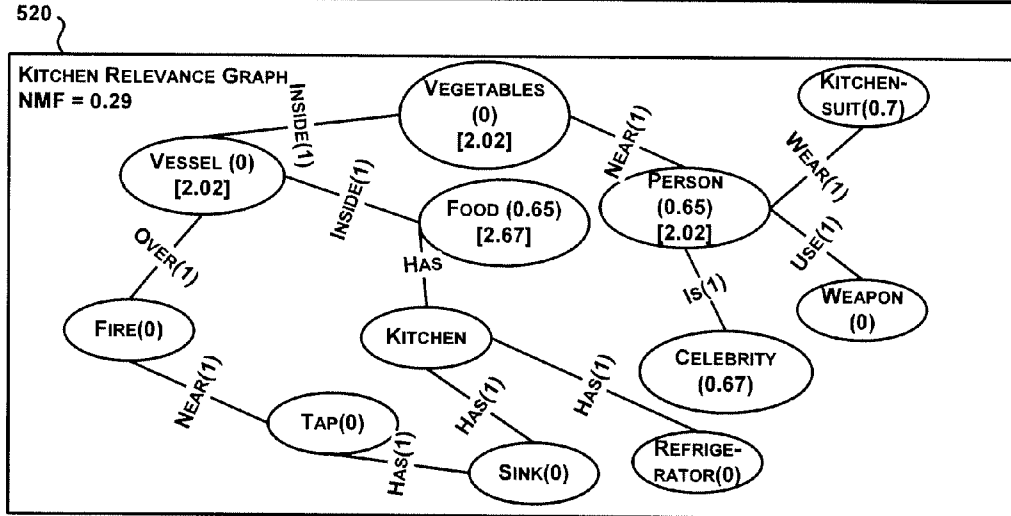 520
KITCHEN RELEVANCE GRAPH
NMF = 0.29
VEGETABLES
(0)
[2.02]
KITCHEN-
SUIT(0.7)
INSIDE(1)
NEAR(1)
WEAR(1)
VESSEL (0)
[2.02]
INSIDE(1)
FOOD (0.65)
[2.67]
PERSON
(0.65)
[2.02]
OVER(1)
HAS
USE(1)
IS(1)
WEAPON
(0)
FIRE(0)
KITCHEN
CELEBRITY
(0.67)
NEAR(1)
HAS(1)
HAS(1)
TAP(0)
HAS(1)
SINK(0)
REFRIGE-
RATOR(0)